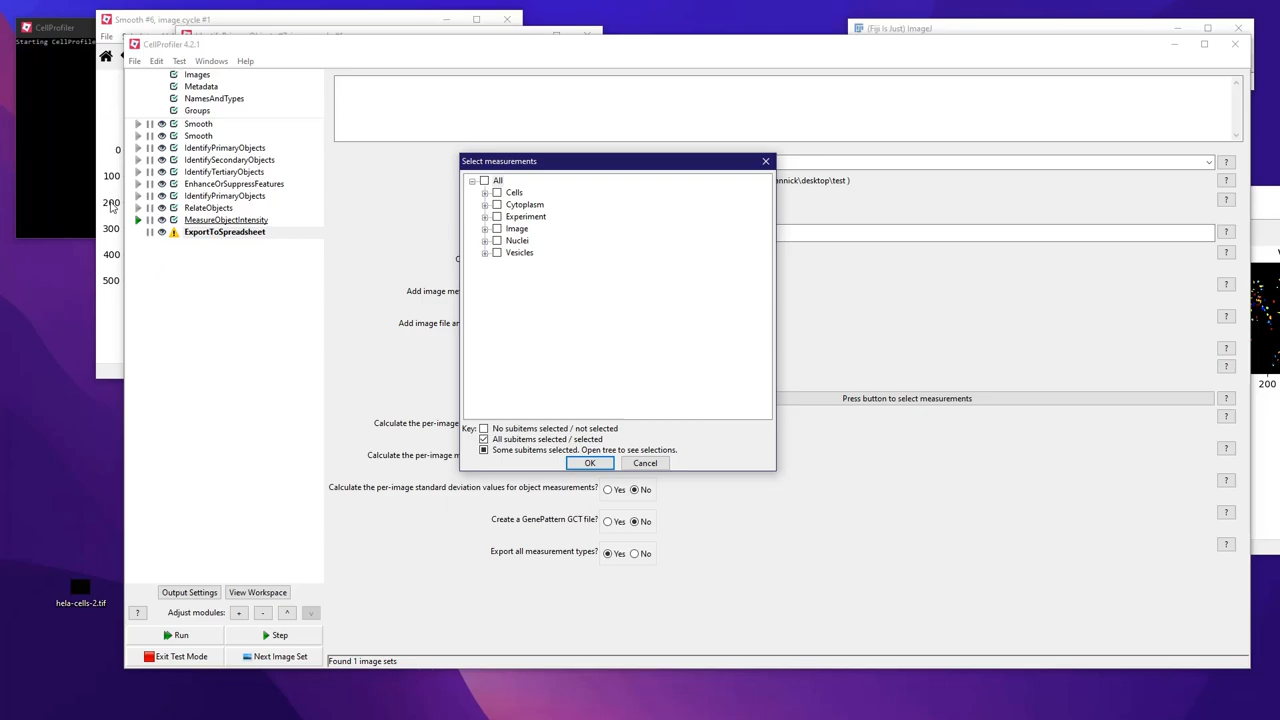 CellProfiler
Starting CellProfile
Smooth #6, image cycle #1
File
(Fiji Is Just) ImageJ
CellProfiler 4.2.1
File Edit Test Windows Help
Images
Metadata
NamesAndTypes
Groups
Smooth
Smooth
IdentifyPrimaryObjects
IdentifySecondaryObjects
IdentifyTertiaryObjects
EnhanceOrSuppressFeatures
IdentifyPrimaryObjects
RelateObjects
MeasureObjectIntensity
ExportToSpreadsheet
0
100
200
300
400
500
Select measurements
All
Cells
Cytoplasm
Experiment
Image
Nuclei
Vesicles
Key: No subitems selected / not selected
All subitems selected / selected
Some subitems selected. Open tree to see selections.
OK Cancel
annick\desktop\test )
Add image me
Add image file an
Press button to select measurements
Calculate the per-image
Calculate the per-image m
Calculate the per-image standard deviation values for object measurements? Yes No
Create a GenePattern GCT file? Yes No
Export all measurement types? Yes No
? ? ? ? ? ? ? ? ? ? ? ? ? ? ?
200
hela-cells-2.tif
Output Settings View Workspace
? Adjust modules: + - ^ v
Run Step
Exit Test Mode Next Image Set
Found 1 image sets